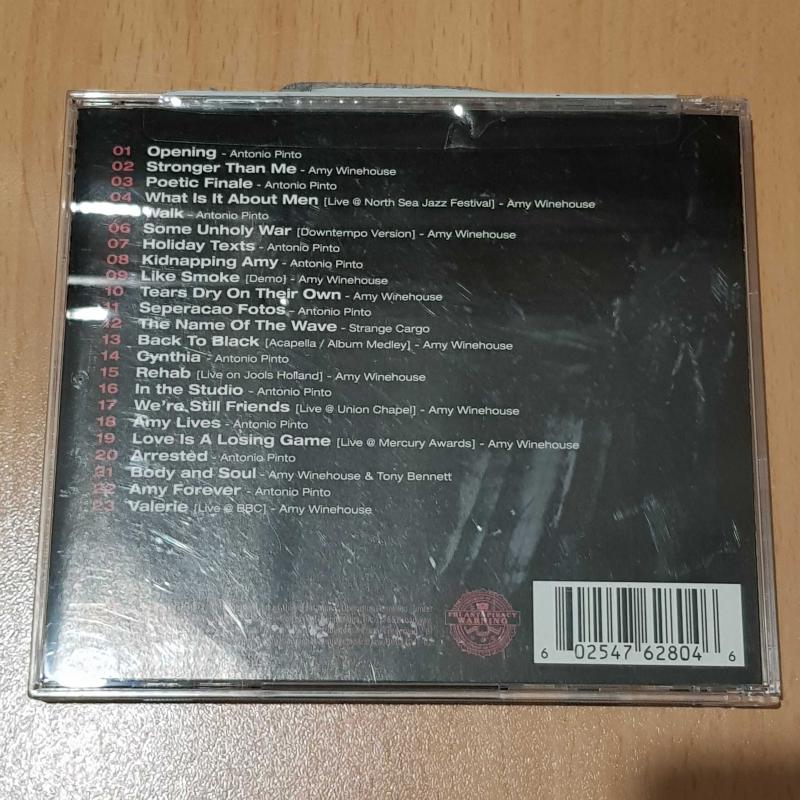 01 Opening - Antonio Pinto
02 Stronger Than Me - Amy Winehouse
03 Poetic Finale - Antonio Pinto
04 What Is It About Men [Live @ North Sea Jazz Festival] - Amy Winehouse
Walk - Antonio Pinto
06 Some Unholy War [Downtempo Version] - Amy Winehouse
07 Holiday Texts - Antonio Pinto
08 Kidnapping Amy - Antonio Pinto
09 Like Smoke [Demo] - Amy Winehouse
10 Tears Dry On Their Own - Amy Winehouse
11 Seperacao Fotos - Antonio Pinto
12 The Name Of The Wave - Strange Cargo
13 Back To Black [Acapella / Album Medley] - Amy Winehouse
14 Cynthia - Antonio Pinto
15 Rehab [Live on Jools Holland] - Amy Winehouse
16 In the Studio - Antonio Pinto
17 We're Still Friends [Live @ Union Chapel] - Amy Winehouse
18 Amy Lives - Antonio Pinto
19 Love Is A Losing Game [Live @ Mercury Awards] - Amy Winehouse
20 Arrested - Antonio Pinto
21 Body and Soul - Amy Winehouse & Tony Bennett
22 Amy Forever - Antonio Pinto
23 Valerie [Live @ BBC] - Amy Winehouse
FBI ANTI-PIRACY
WARNING
6 02547 62804 6